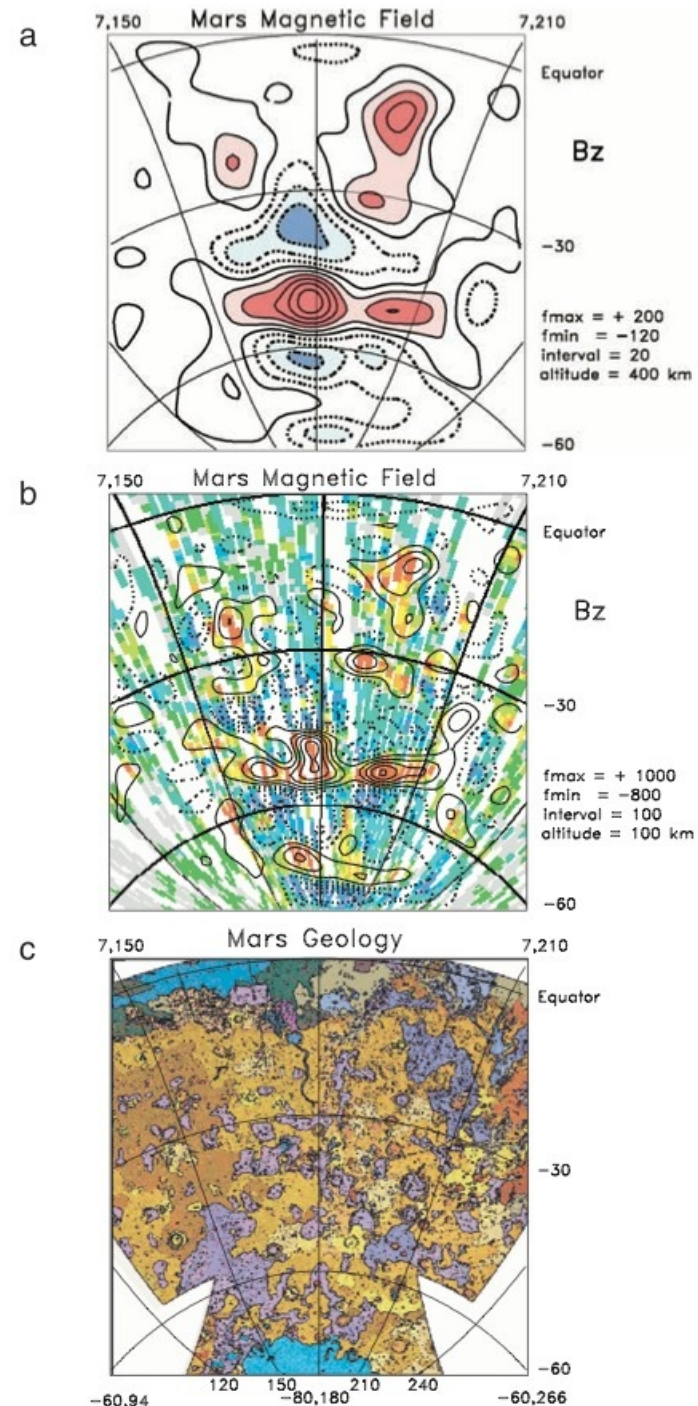 a
7,150 Mars Magnetic Field 7,210
Equator
Bz
-30
fmax = + 200
fmin = -120
interval = 20
altitude = 400 km
-60
b
7,150 Mars Magnetic Field 7,210
Equator
Bz
-30
fmax = + 1000
fmin = -800
interval = 100
altitude = 100 km
-60
c
7,150 Mars Geology 7,210
Equator
-30
-60
120 150 210 240
-60,94 -80,180 -60,266